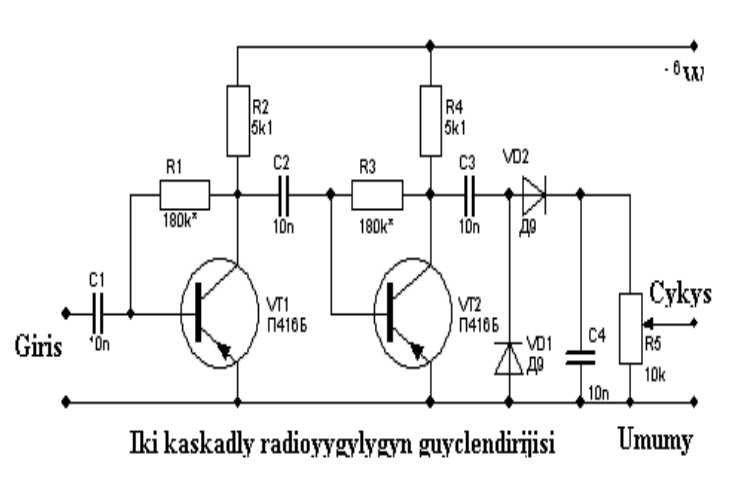 - 6 W
R2
5k1
R4
5k1
R1
180k*
C2
10n
R3
180k*
C3
10n
VD2
Д9
C1
10n
VT1
П416Б
VT2
П416Б
VD1
Д9
C4
10n
R5
10k
Cykys
Giris
Umumy
Iki kaskadly radioyygylygyn guyclendirijisi